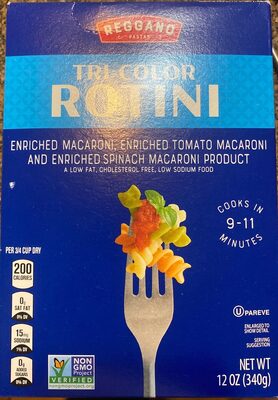 REGGANO
PASTAS
TRI-COLOR
ROTINI
ENRICHED MACARONI, ENRICHED TOMATO MACARONI
AND ENRICHED SPINACH MACARONI PRODUCT
A LOW FAT, CHOLESTEROL FREE, LOW SODIUM FOOD
COOKS IN
9-11
MINUTES
PER 3/4 CUP DRY
200
CALORIES
0g
SAT FAT
0% DV
15mg
SODIUM
1% DV
0g
ADDED
SUGARS
0% DV
NON
GMO
Project
VERIFIED
nongmoproject.org
U PAREVE
ENLARGED TO
SHOW DETAIL
SERVING
SUGGESTION
NET WT
12 OZ (340g)